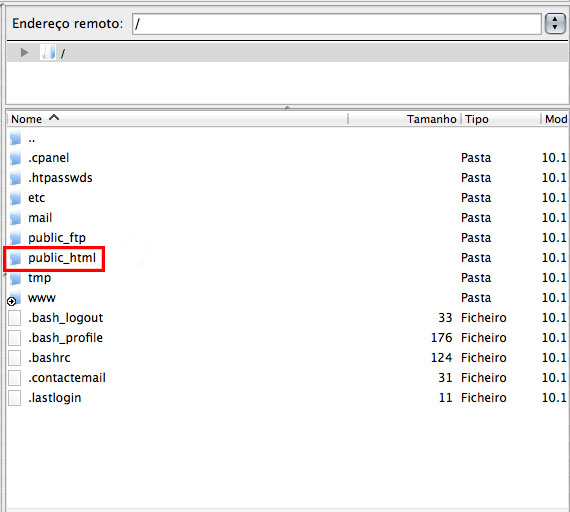 Endereço remoto: /
/
Nome Tamanho Tipo Mod
..
.cpanel Pasta 10.1
.htpasswds Pasta 10.1
etc Pasta 10.1
mail Pasta 10.1
public_ftp Pasta 10.1
public_html Pasta 10.1
tmp Pasta 10.1
www Pasta 10.1
.bash_logout 33 Ficheiro 10.1
.bash_profile 176 Ficheiro 10.1
.bashrc 124 Ficheiro 10.1
.contactemail 31 Ficheiro 10.1
.lastlogin 11 Ficheiro 10.1